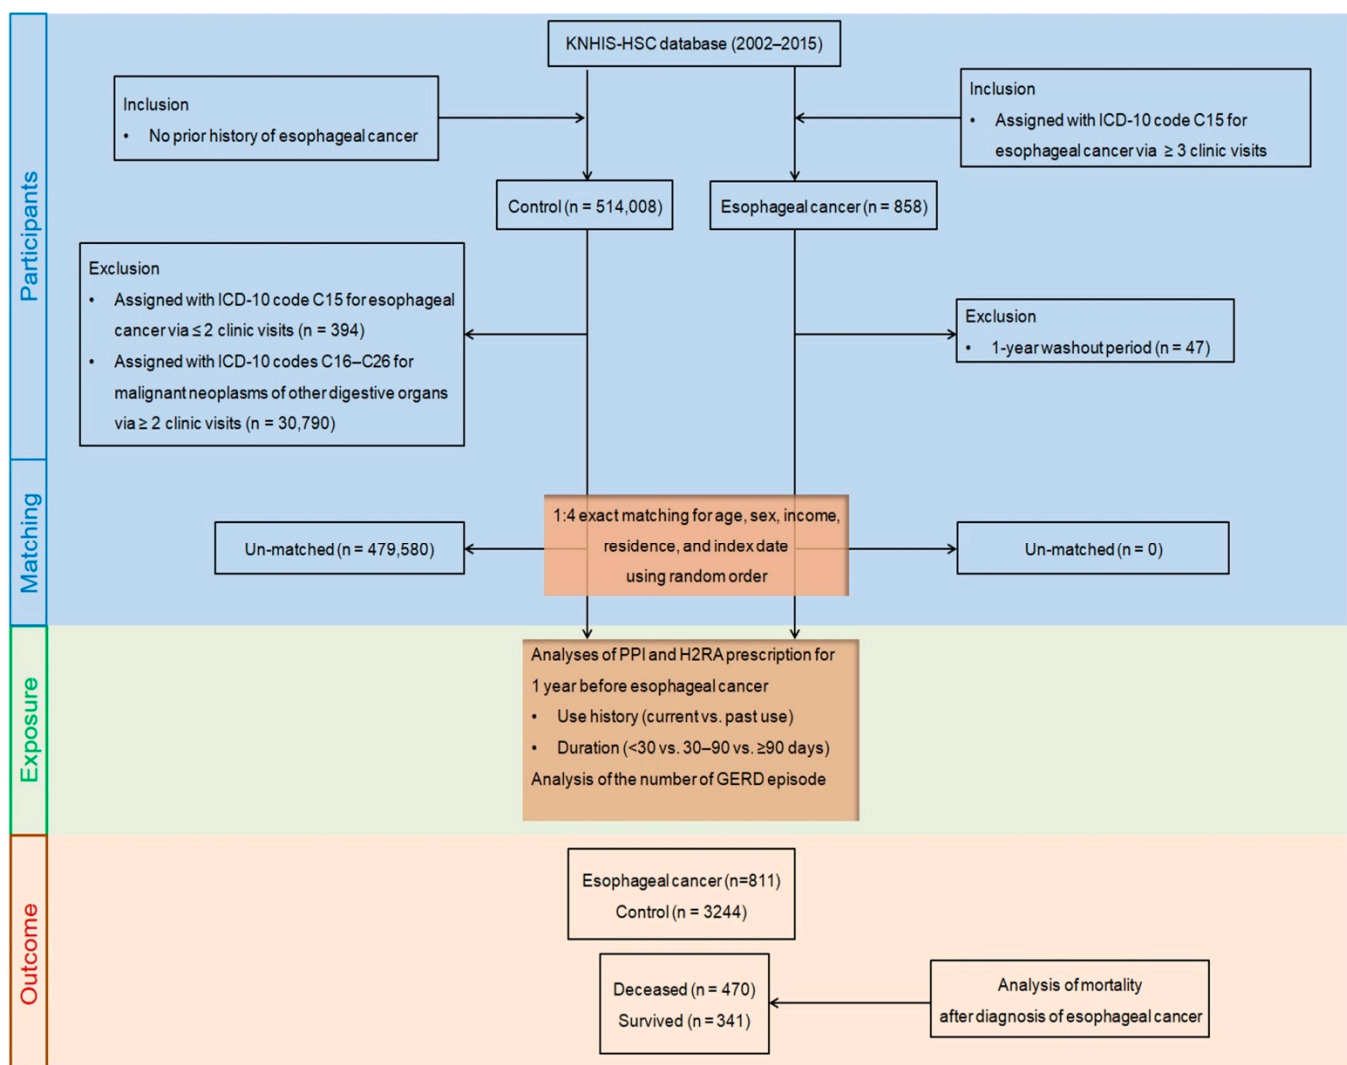 KNHIS-HSC database (2002–2015)
Inclusion
• No prior history of esophageal cancer
Inclusion
• Assigned with ICD-10 code C15 for
esophageal cancer via ≥ 3 clinic visits
Participants
Control (n = 514,008)
Esophageal cancer (n = 858)
Exclusion
• Assigned with ICD-10 code C15 for esophageal
cancer via ≤ 2 clinic visits (n = 394)
• Assigned with ICD-10 codes C16–C26 for
malignant neoplasms of other digestive organs
via ≥ 2 clinic visits (n = 30,790)
Exclusion
• 1-year washout period (n = 47)
Matching
1:4 exact matching for age, sex, income,
residence, and index date
using random order
Un-matched (n = 479,580)
Un-matched (n = 0)
Exposure
Analyses of PPI and H2RA prescription for
1 year before esophageal cancer
• Use history (current vs. past use)
• Duration (<30 vs. 30–90 vs. ≥90 days)
Analysis of the number of GERD episode
Outcome
Esophageal cancer (n=811)
Control (n = 3244)
Deceased (n = 470)
Survived (n = 341)
Analysis of mortality
after diagnosis of esophageal cancer